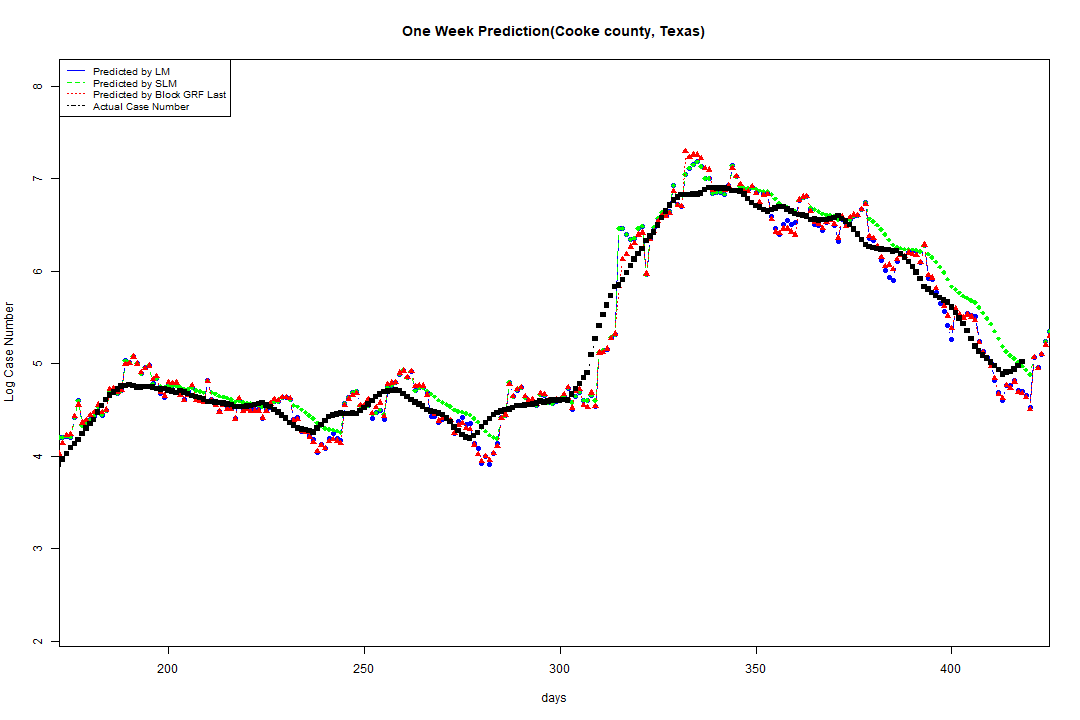 One Week Prediction(Cooke county, Texas)
Predicted by LM
Predicted by SLM
Predicted by Block GRF Last
Actual Case Number
8
7
6
5
4
3
2
Log Case Number
200 250 300 350 400
days